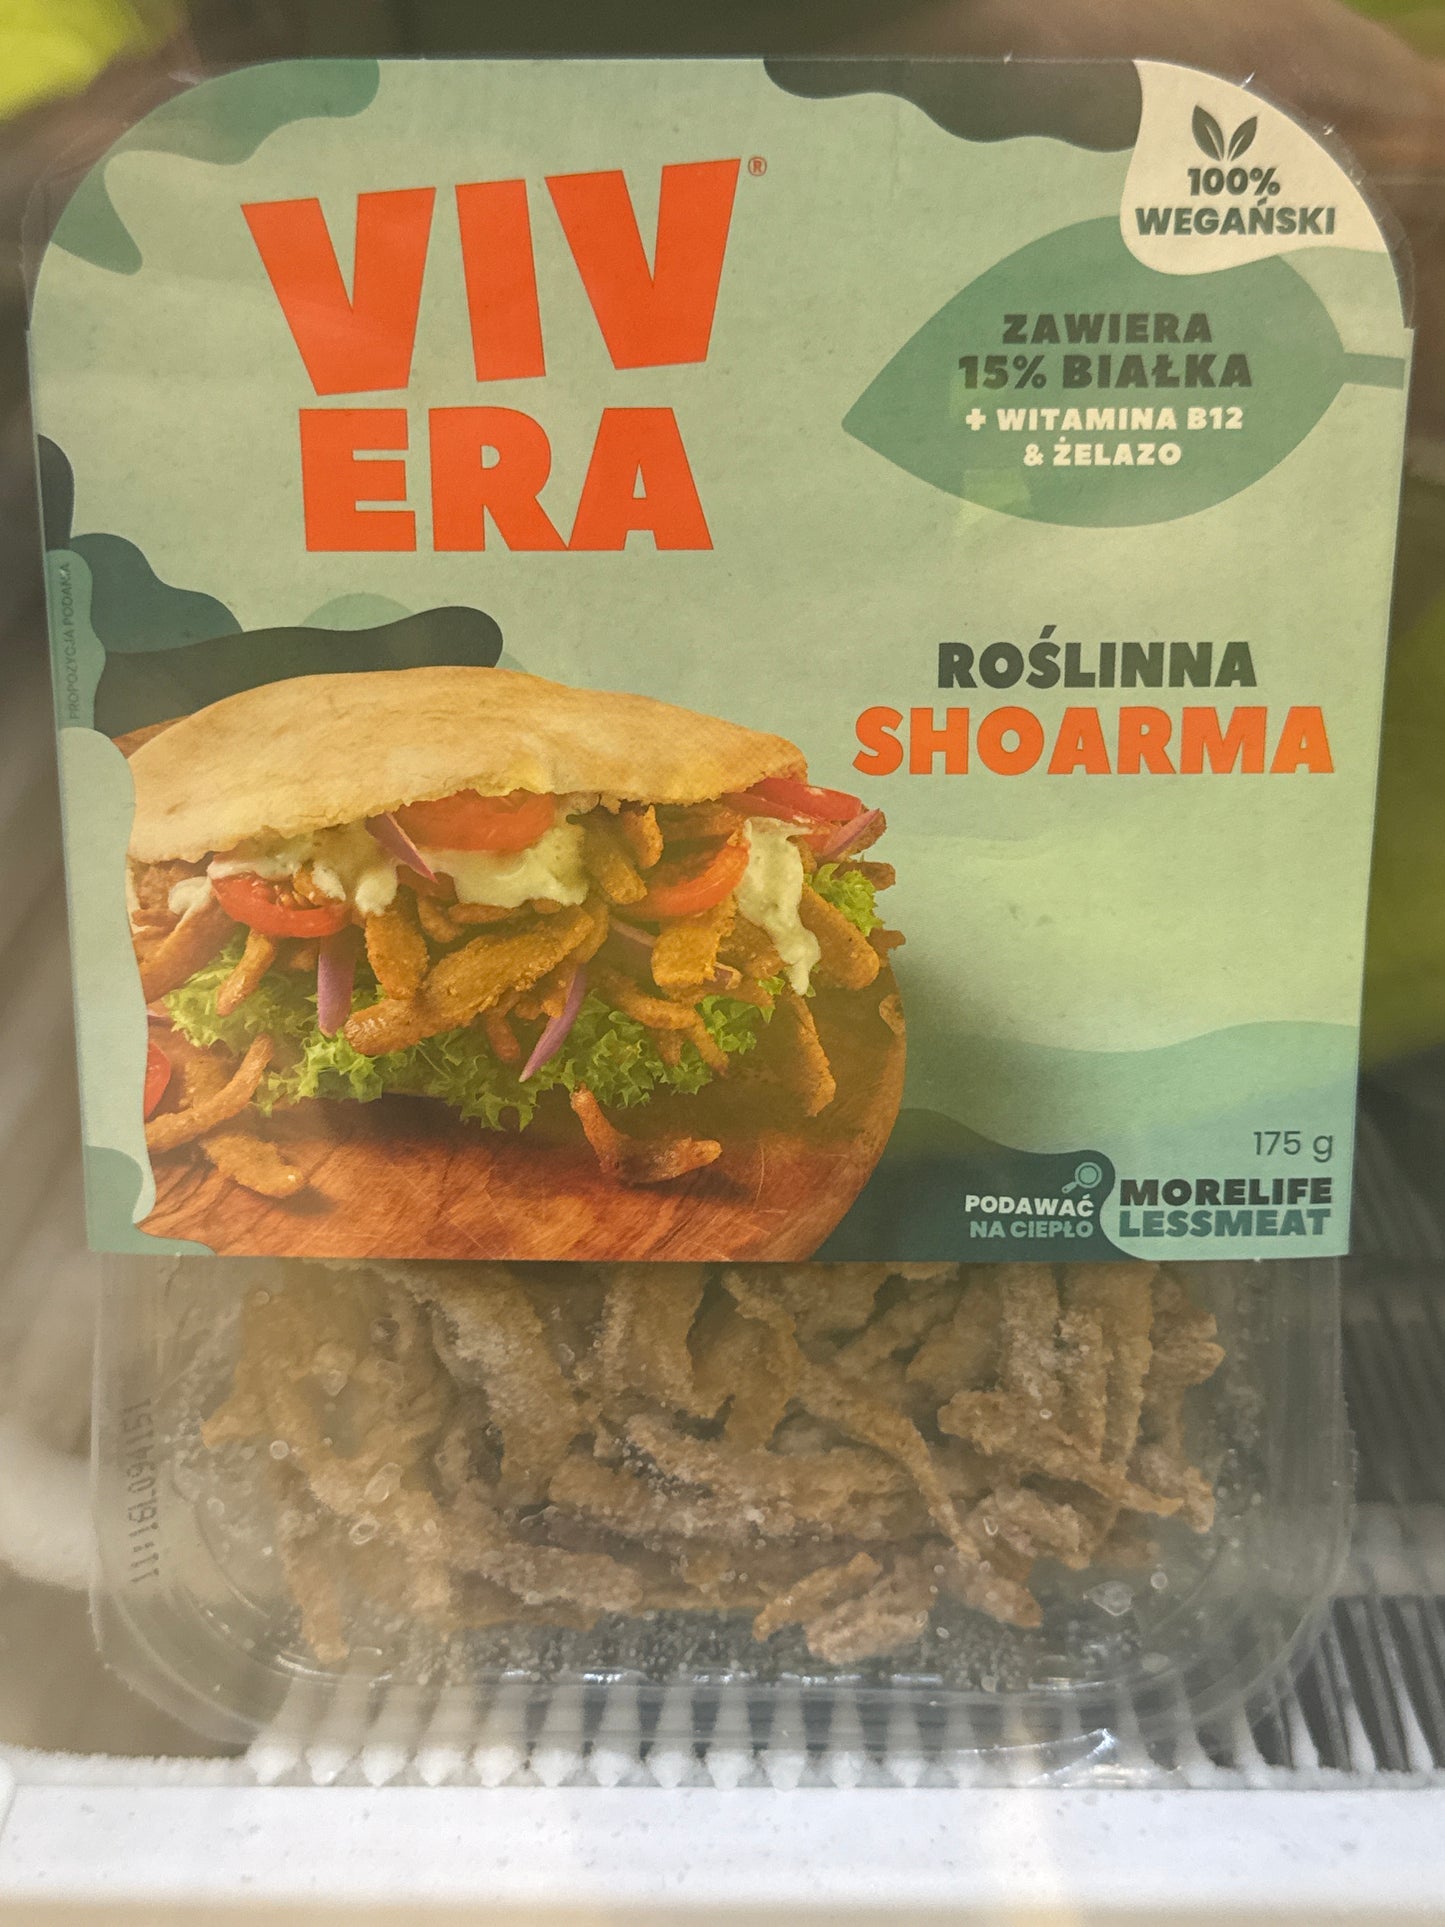 VIV®
ERA
100%
WEGAŃSKI
ZAWIERA
15% BIAŁKA
+ WITAMINA B12
& ŻELAZO
PROPOZYCJA PODANIA
ROŚLINNA
SHOARMA
175 g
PODAWAĆ
NA CIEPŁO
MORELIFE
LESSMEAT